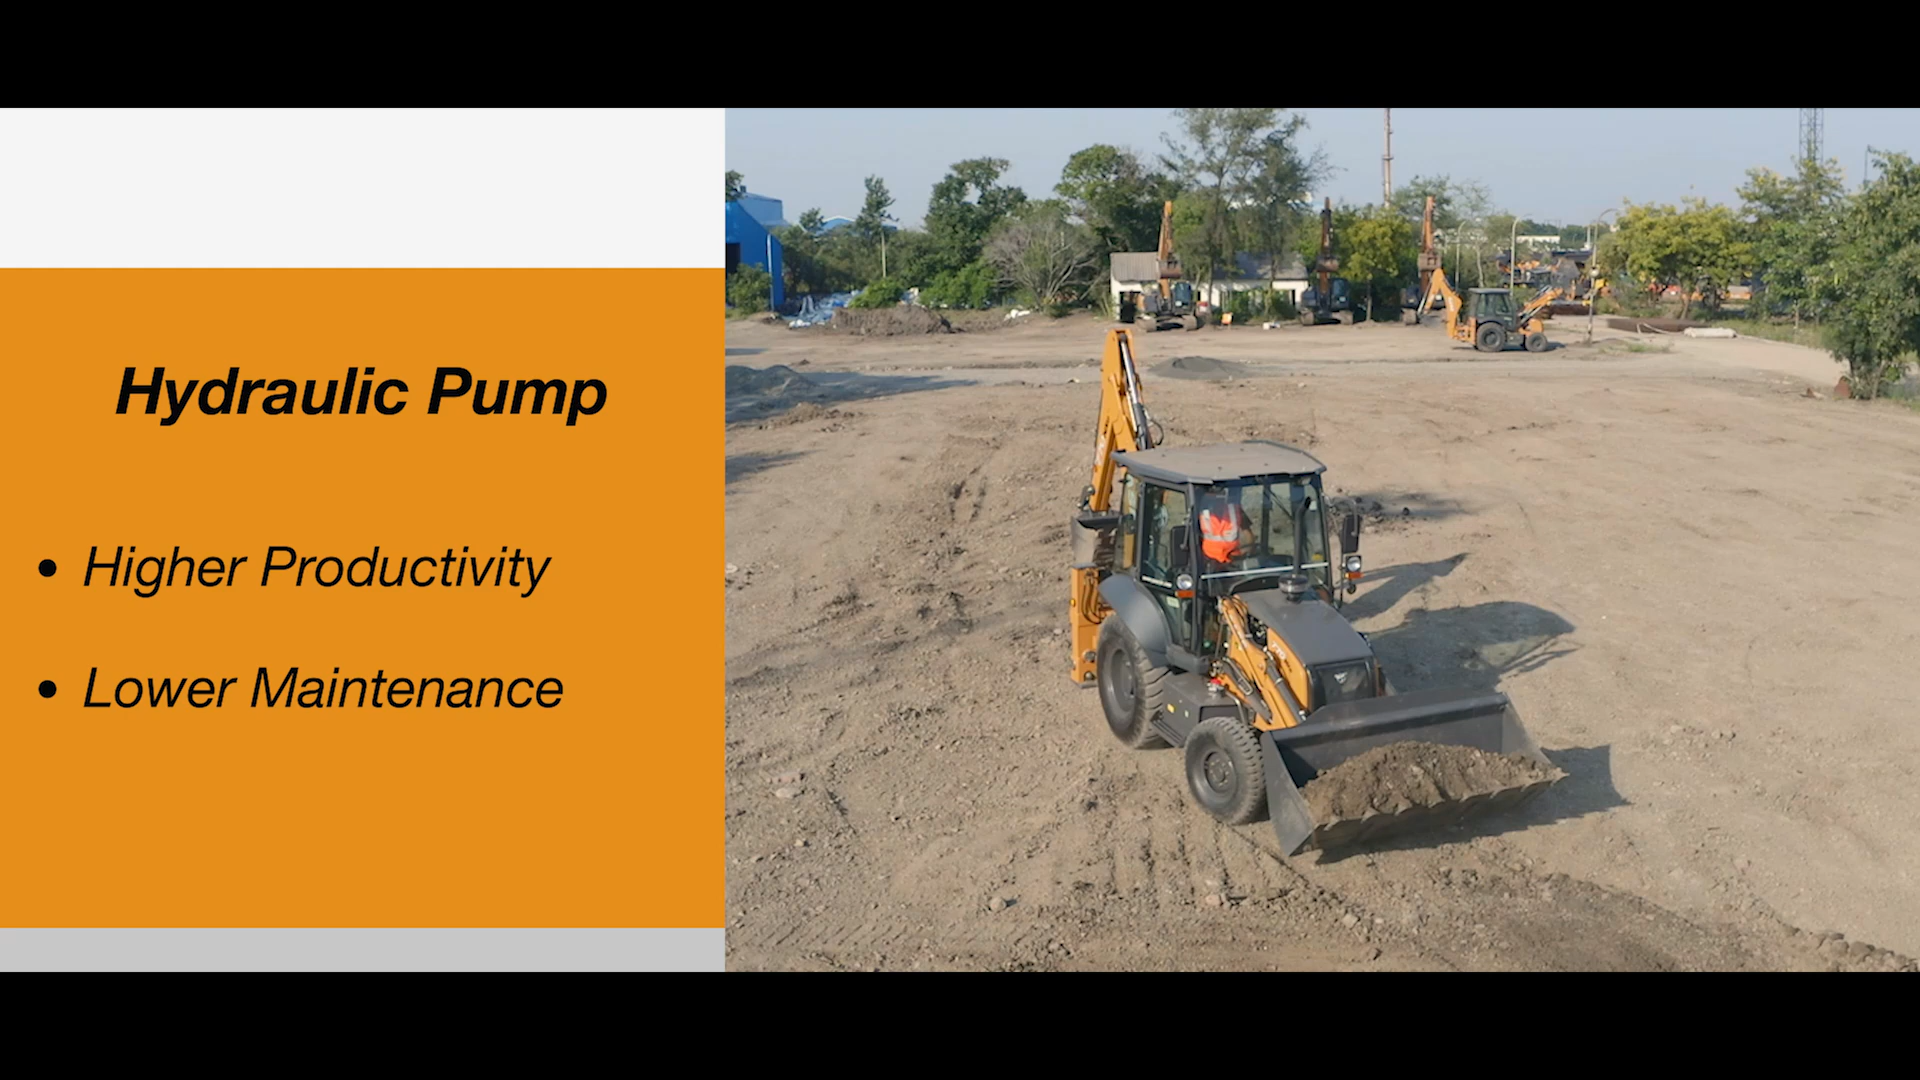 Hydraulic Pump
• Higher Productivity
• Lower Maintenance